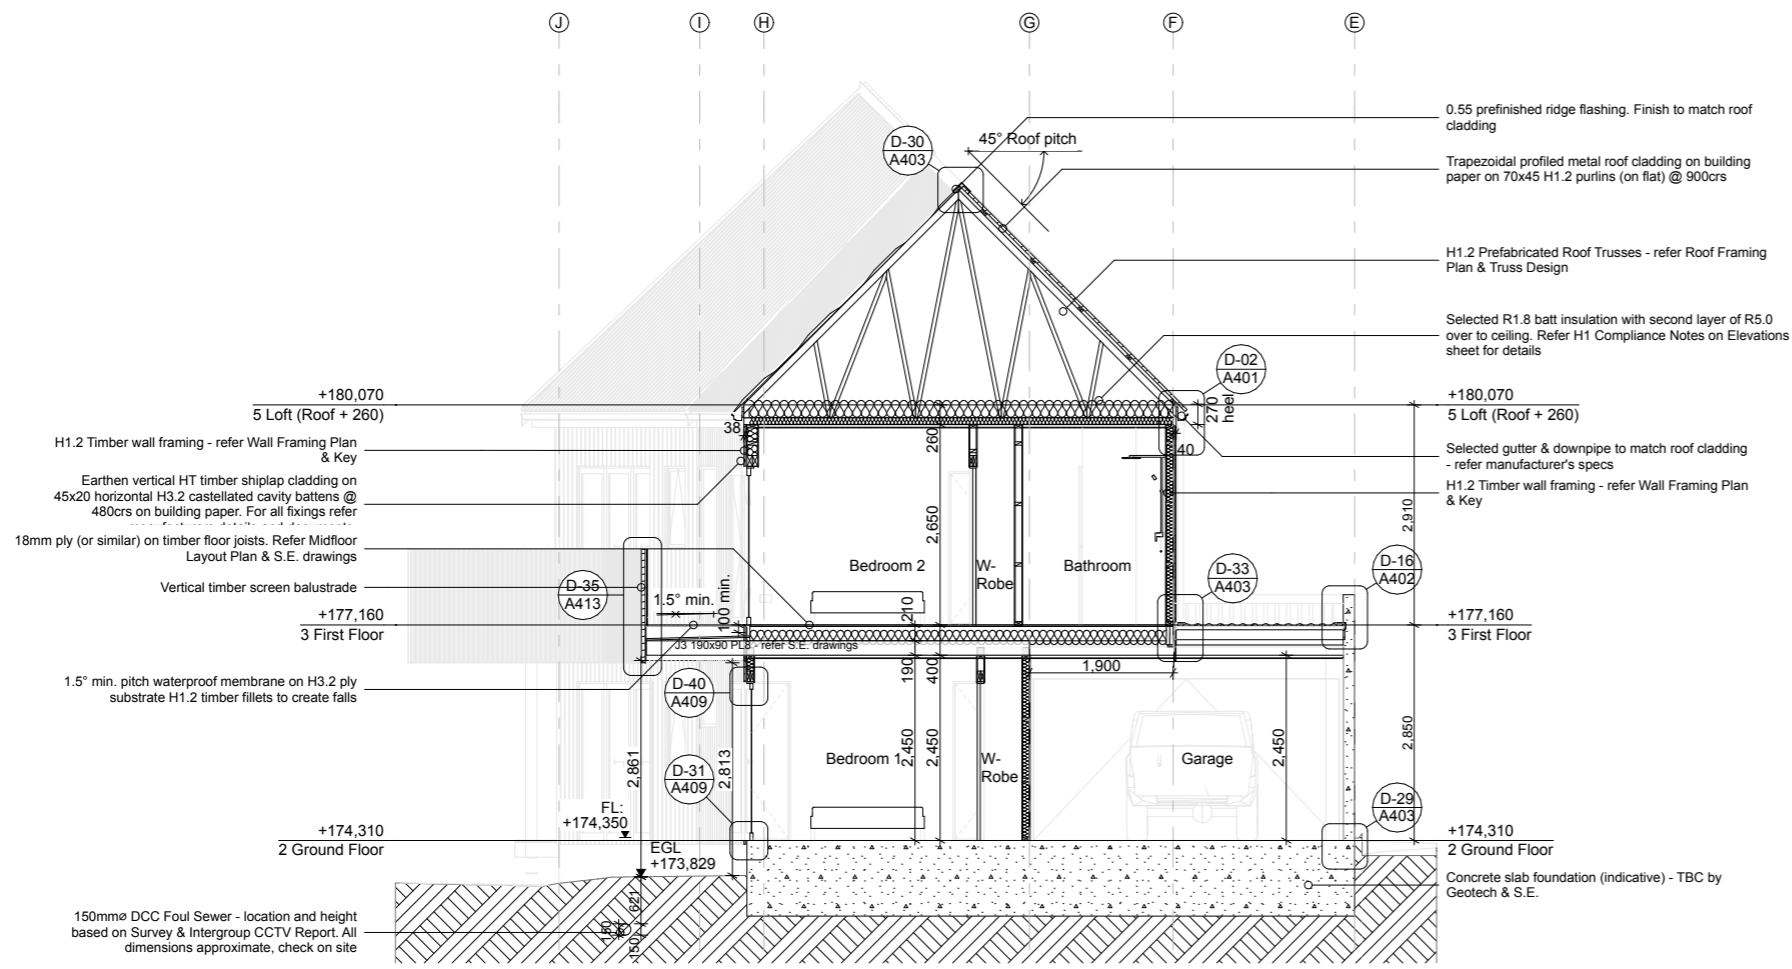 J
I
H
G
F
E
0.55 prefinished ridge flashing. Finish to match roof
cladding
D-30
A403
45° Roof pitch
Trapezoidal profiled metal roof cladding on building
paper on 70x45 H1.2 purlins (on flat) @ 900crs
H1.2 Prefabricated Roof Trusses - refer Roof Framing
Plan & Truss Design
Selected R1.8 batt insulation with second layer of R5.0
over to ceiling. Refer H1 Compliance Notes on Elevations
sheet for details
D-02
A401
+180,070
5 Loft (Roof + 260)
270
heel
+180,070
5 Loft (Roof + 260)
38
260
40
H1.2 Timber wall framing - refer Wall Framing Plan
& Key
Selected gutter & downpipe to match roof cladding
- refer manufacturer's specs
Earthen vertical HT timber shiplap cladding on
45x20 horizontal H3.2 castellated cavity battens @
480crs on building paper. For all fixings refer
H1.2 Timber wall framing - refer Wall Framing Plan
& Key
2,650
2,910
18mm ply (or similar) on timber floor joists. Refer Midfloor
Layout Plan & S.E. drawings
Bedroom 2
W-
Robe
Bathroom
Vertical timber screen balustrade
D-35
A413
1.5° min.
100 min.
210
D-33
A403
D-16
A402
+177,160
3 First Floor
+177,160
3 First Floor
J3 190x90 PL8 - refer S.E. drawings
190
400
1,900
1.5° min. pitch waterproof membrane on H3.2 ply
substrate H1.2 timber fillets to create falls
D-40
A409
2,861
2,813
Bedroom 1
2,450
2,450
W-
Robe
Garage
2,450
2,850
D-31
A409
FL:
+174,350
D-29
A403
+174,310
2 Ground Floor
+174,310
2 Ground Floor
EGL
+173,829
Concrete slab foundation (indicative) - TBC by
Geotech & S.E.
621
150
150
150mmø DCC Foul Sewer - location and height
based on Survey & Intergroup CCTV Report. All
dimensions approximate, check on site